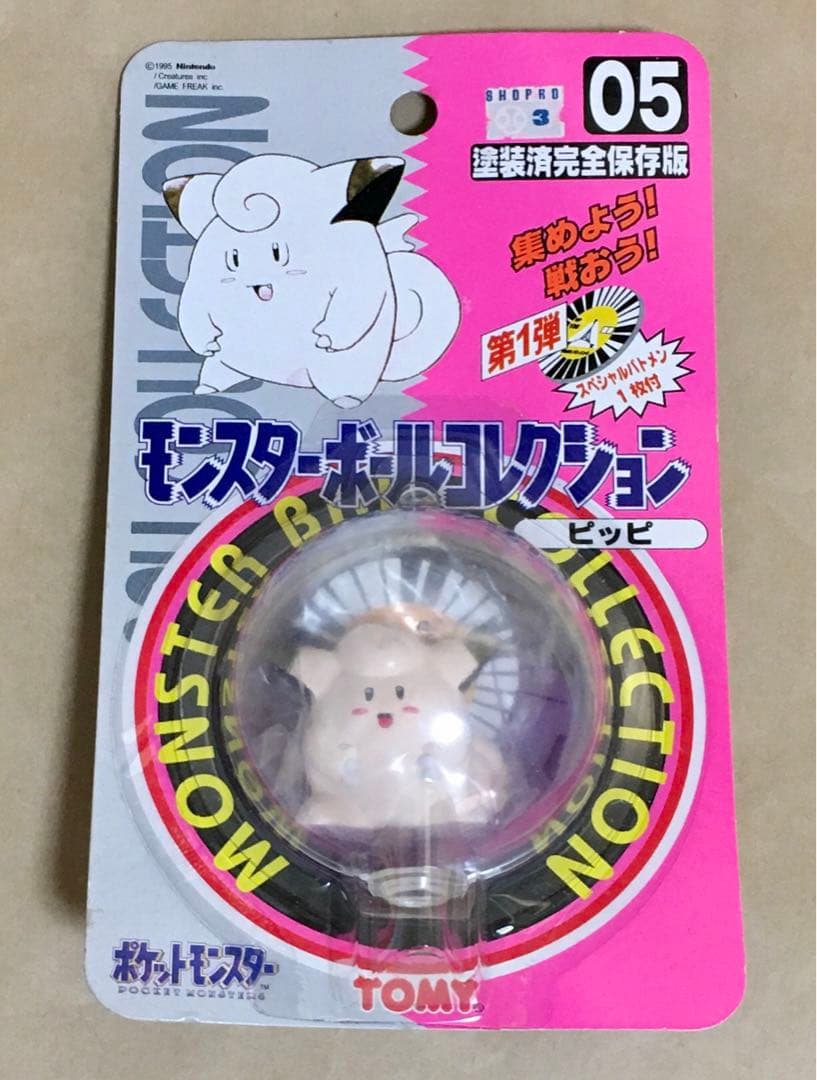 ©1995 Nintendo
/Creatures inc.
/GAME FREAK inc.
SHOPRO
3
05
塗装済完全保存版
集めよう!
戦おう!
第1弾
スペシャルバトメン
1枚付
モンスターボールコレクション
ピッピ
MONSTER BALL COLLECTION
ポケットモンスター™
POCKET MONSTERS
TOMY®